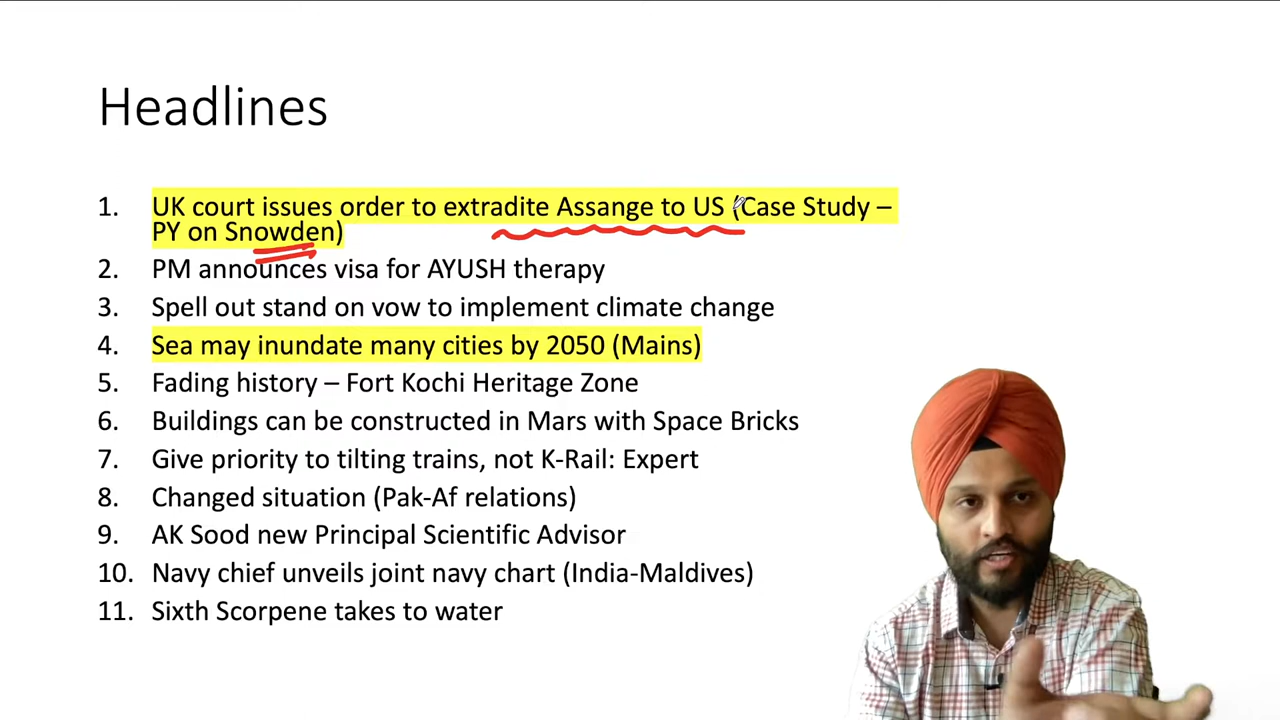 Headlines
1. UK court issues order to extradite Assange to US (Case Study –
PY on Snowden)
2. PM announces visa for AYUSH therapy
3. Spell out stand on vow to implement climate change
4. Sea may inundate many cities by 2050 (Mains)
5. Fading history – Fort Kochi Heritage Zone
6. Buildings can be constructed in Mars with Space Bricks
7. Give priority to tilting trains, not K-Rail: Expert
8. Changed situation (Pak-Af relations)
9. AK Sood new Principal Scientific Advisor
10. Navy chief unveils joint navy chart (India-Maldives)
11. Sixth Scorpene takes to water